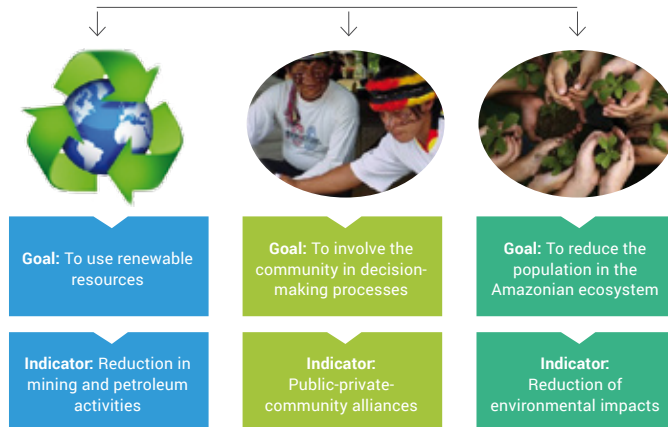 Goal: To use renewable
resources
Goal: To involve the
community in decision-
making processes
Goal: To reduce the
population in the
Amazonian ecosystem
Indicator: Reduction in
mining and petroleum
activities
Indicator:
Public-private-
community alliances
Indicator:
Reduction of
environmental impacts